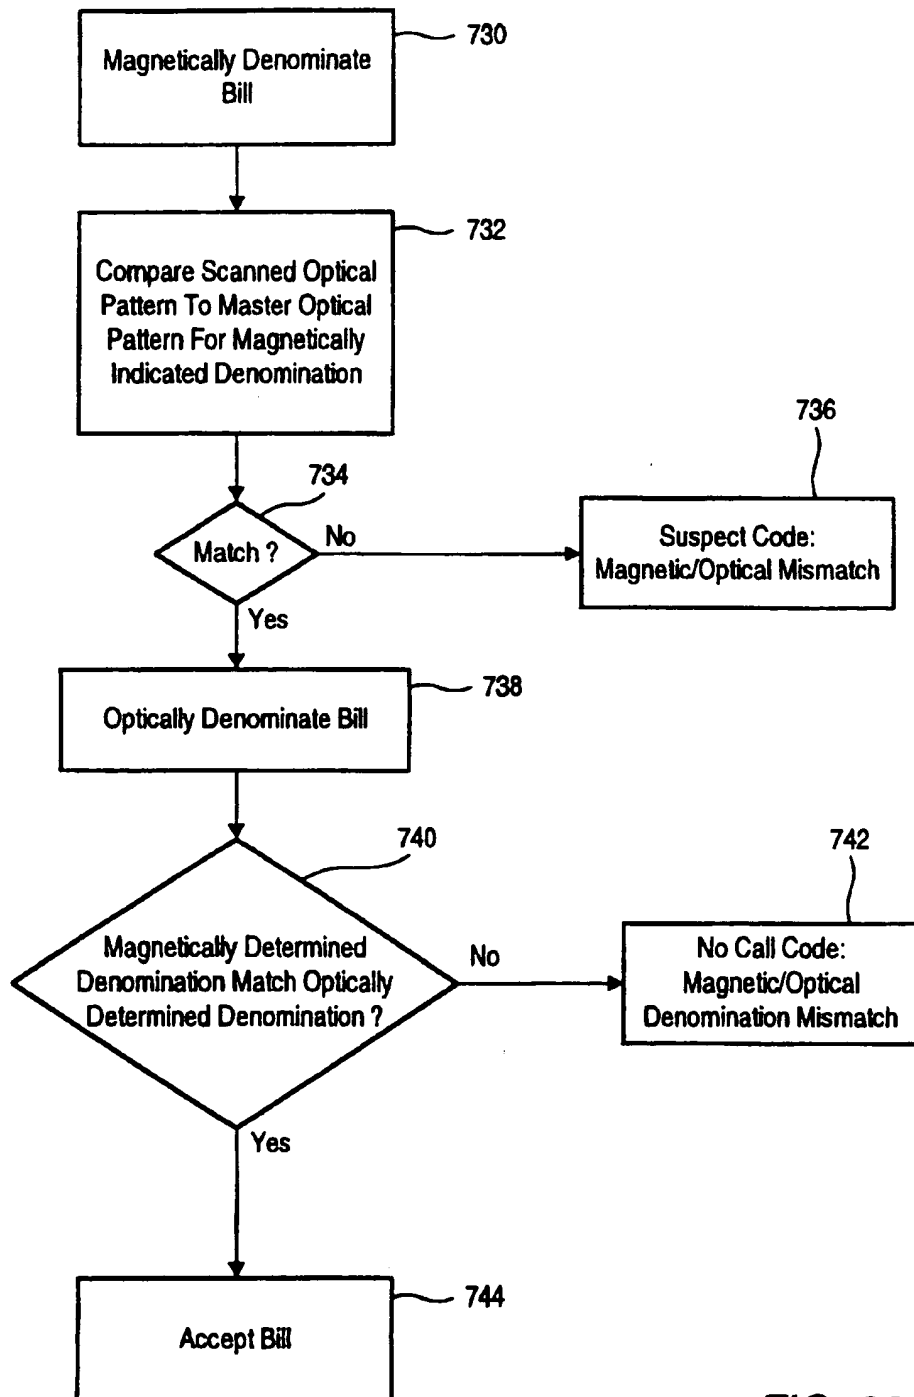 730
Magnetically Denominate
Bill
732
Compare Scanned Optical
Pattern To Master Optical
Pattern For Magnetically
Indicated Denomination
734
Match ?
No
736
Suspect Code:
Magnetic/Optical Mismatch
Yes
738
Optically Denominate Bill
740
Magnetically Determined
Denomination Match Optically
Determined Denomination ?
No
742
No Call Code:
Magnetic/Optical
Denomination Mismatch
Yes
744
Accept Bill